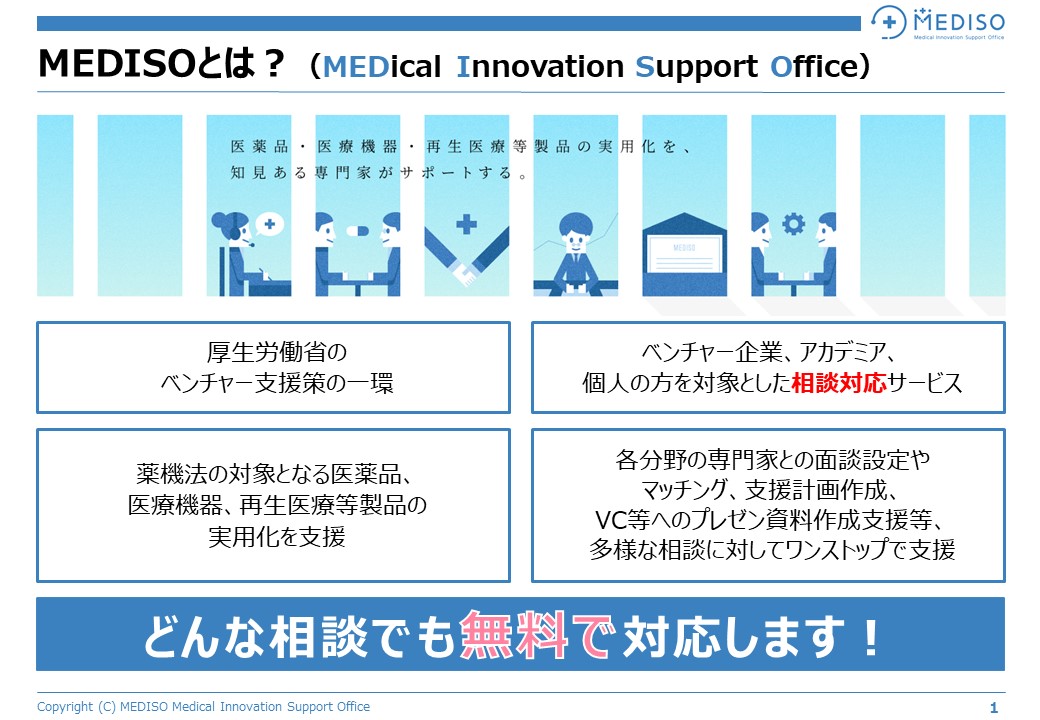 MEDISO
Medical Innovation Support Office
MEDISOとは？（MEDical Innovation Support Office）
医薬品・医療機器・再生医療等製品の実用化を、
知見ある専門家がサポートする。
MEDISO
厚生労働省の
ベンチャー支援策の一環
ベンチャー企業、アカデミア、
個人の方を対象とした相談対応サービス
薬機法の対象となる医薬品、
医療機器、再生医療等製品の
実用化を支援
各分野の専門家との面談設定や
マッチング、支援計画作成、
VC等へのプレゼン資料作成支援等、
多様な相談に対してワンストップで支援
どんな相談でも無料で対応します！
Copyright (C) MEDISO Medical Innovation Support Office
1